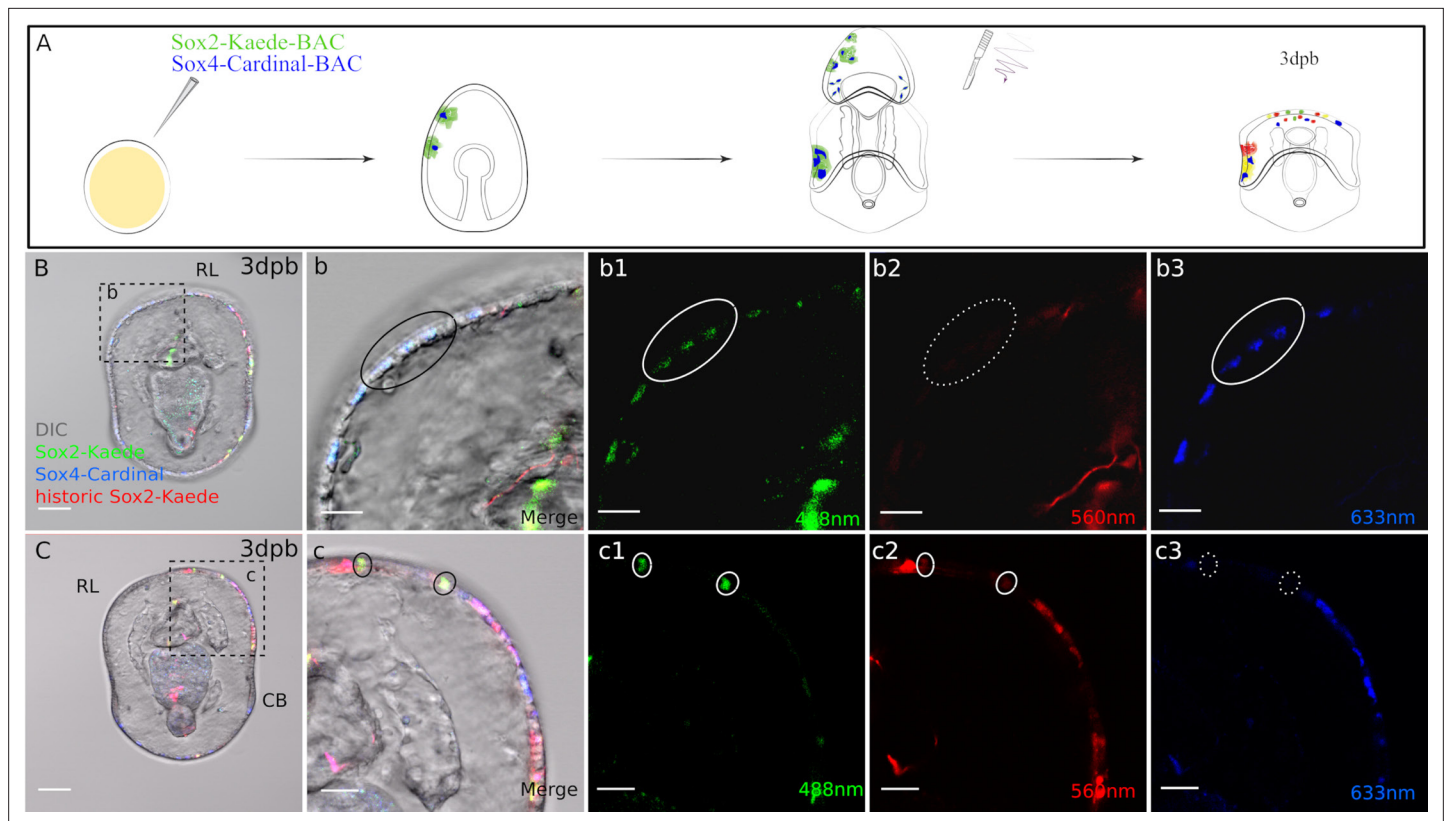 A
Sox2-Kaede-BAC
Sox4-Cardinal-BAC
3dpb
B
RL
3dpb
b
DIC
Sox2-Kaede
Sox4-Cardinal
historic Sox2-Kaede
b
Merge
b1
488nm
b2
560nm
b3
633nm
C
3dpb
RL
c
CB
c
Merge
c1
488nm
c2
560nm
c3
633nm